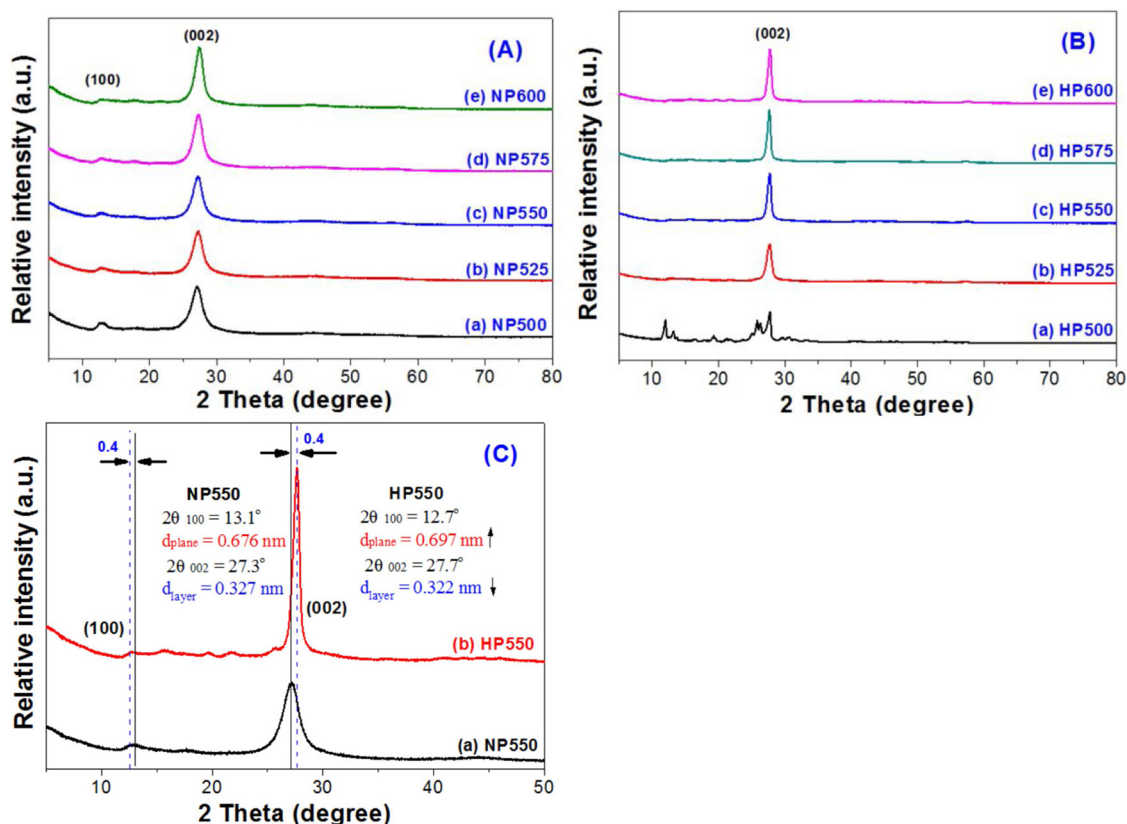 (A)
(002)
(100)
(e) NP600
(d) NP575
(c) NP550
(b) NP525
(a) NP500
Relative intensity (a.u.)
10 20 30 40 50 60 70 80
2 Theta (degree)
(B)
(002)
(e) HP600
(d) HP575
(c) HP550
(b) HP525
(a) HP500
Relative intensity (a.u.)
10 20 30 40 50 60 70 80
2 Theta (degree)
(C)
0.4
0.4
NP550
2θ 100 = 13.1°
dplane = 0.676 nm
2θ 002 = 27.3°
dlayer = 0.327 nm
HP550
2θ 100 = 12.7°
dplane = 0.697 nm
2θ 002 = 27.7°
dlayer = 0.322 nm
(100)
(002)
(b) HP550
(a) NP550
Relative intensity (a.u.)
10 20 30 40 50
2 Theta (degree)